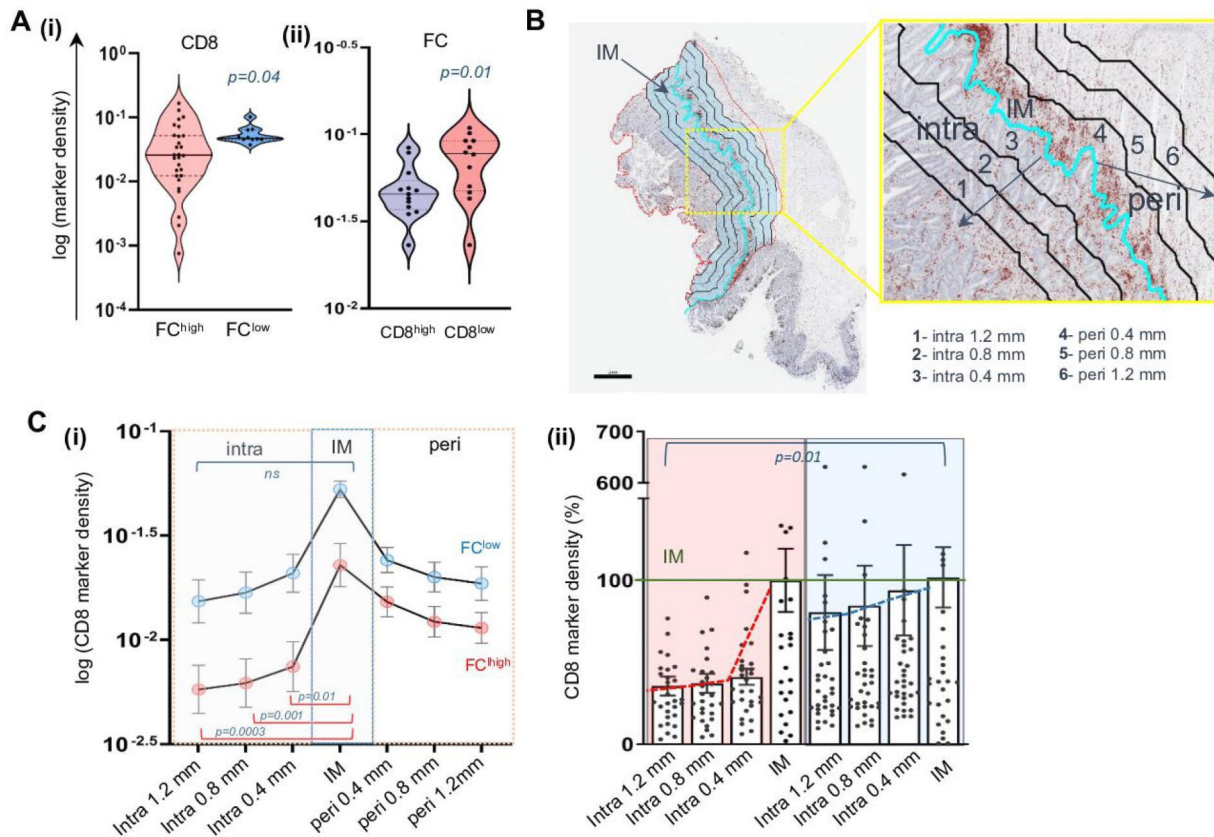 A (i) CD8
p=0.04
log (marker density)
10^0
10^-1
10^-2
10^-3
10^-4
FC^high FC^low
(ii) FC
p=0.01
10^-0.5
10^-1
10^-1.5
10^-2
CD8^high CD8^low
B
IM
IM
intra
peri
1 2 3 4 5 6
1- intra 1.2 mm
2- intra 0.8 mm
3- intra 0.4 mm
4- peri 0.4 mm
5- peri 0.8 mm
6- peri 1.2 mm
C (i)
log (CD8 marker density)
10^-1
10^-1.5
10^-2
10^-2.5
intra IM peri
ns
FC^low
FC^lhigh
p=0.01
p=0.001
p=0.0003
Intra 1.2 mm
Intra 0.8 mm
Intra 0.4 mm
IM
peri 0.4 mm
peri 0.8 mm
peri 1.2mm
(ii)
CD8 marker density (%)
700
600
100
0
p=0.01
IM
Intra 1.2 mm
Intra 0.8 mm
Intra 0.4 mm
IM
Intra 1.2 mm
Intra 0.8 mm
Intra 0.4 mm
IM